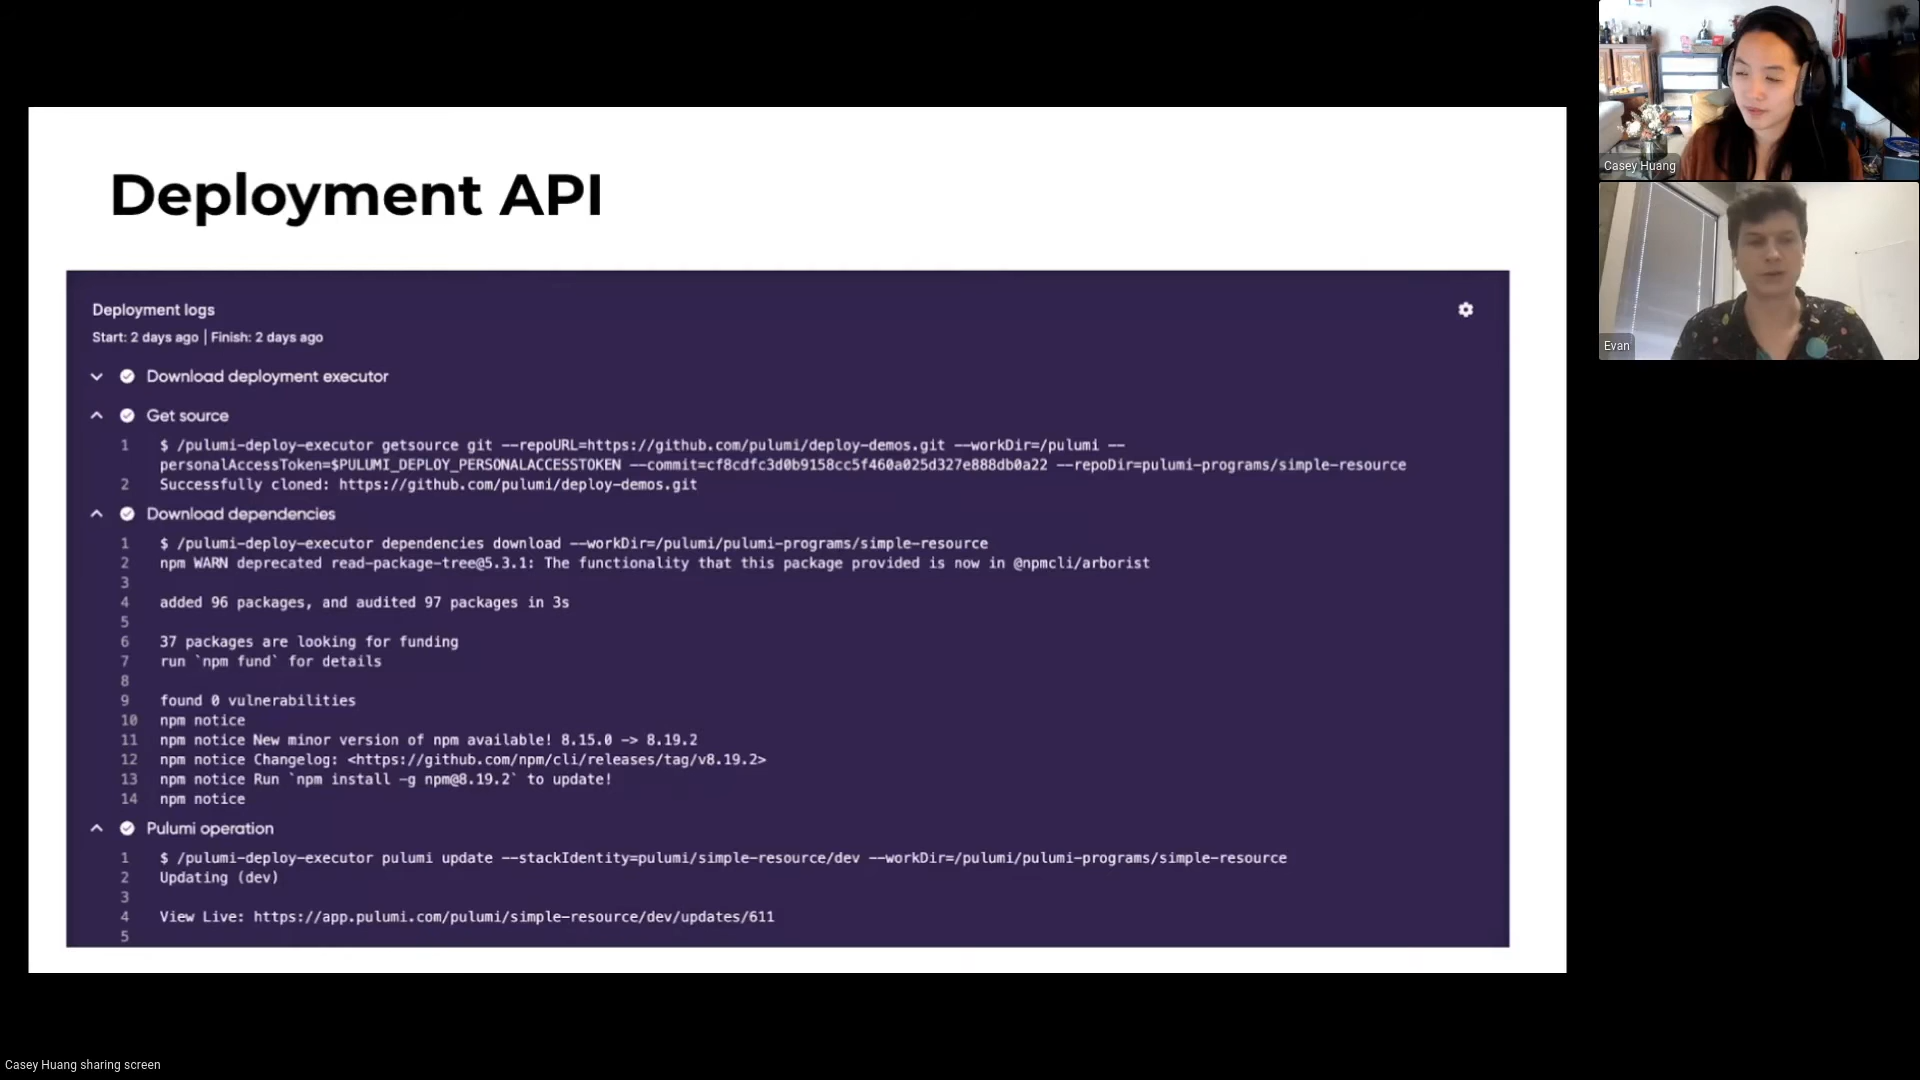 Deployment API
Deployment logs
Start: 2 days ago | Finish: 2 days ago
Download deployment executor
Get source
1 $ /pulumi-deploy-executor getsource git --repoURL=https://github.com/pulumi/deploy-demos.git --workDir=/pulumi --
personalAccessToken=$PULUMI_DEPLOY_PERSONALACCESSTOKEN --commit=cf8cdfc3d0b9158cc5f460a025d327e888db0a22 --repoDir=pulumi-programs/simple-resource
2 Successfully cloned: https://github.com/pulumi/deploy-demos.git
Download dependencies
1 $ /pulumi-deploy-executor dependencies download --workDir=/pulumi/pulumi-programs/simple-resource
2 npm WARN deprecated read-package-tree@5.3.1: The functionality that this package provided is now in @npmcli/arborist
3
4 added 96 packages, and audited 97 packages in 3s
5
6 37 packages are looking for funding
7 run `npm fund` for details
8
9 found 0 vulnerabilities
10 npm notice
11 npm notice New minor version of npm available! 8.15.0 -> 8.19.2
12 npm notice Changelog: <https://github.com/npm/cli/releases/tag/v8.19.2>
13 npm notice Run `npm install -g npm@8.19.2` to update!
14 npm notice
Pulumi operation
1 $ /pulumi-deploy-executor pulumi update --stackIdentity=pulumi/simple-resource/dev --workDir=/pulumi/pulumi-programs/simple-resource
2 Updating (dev)
3
4 View Live: https://app.pulumi.com/pulumi/simple-resource/dev/updates/611
5
Casey Huang
Evan
Casey Huang sharing screen